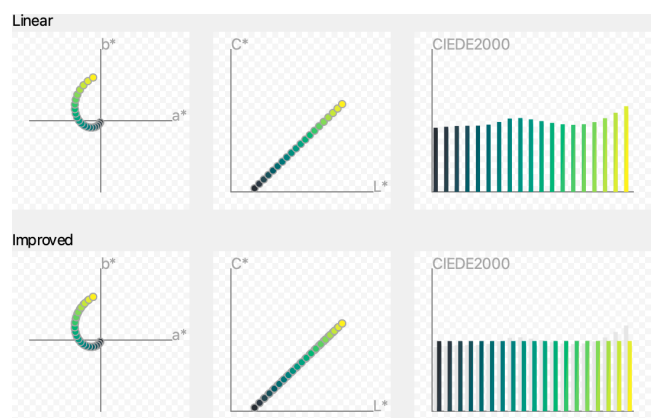 Linear
b*
a*
C*
L*
CIEDE2000
Improved
b*
a*
C*
L*
CIEDE2000